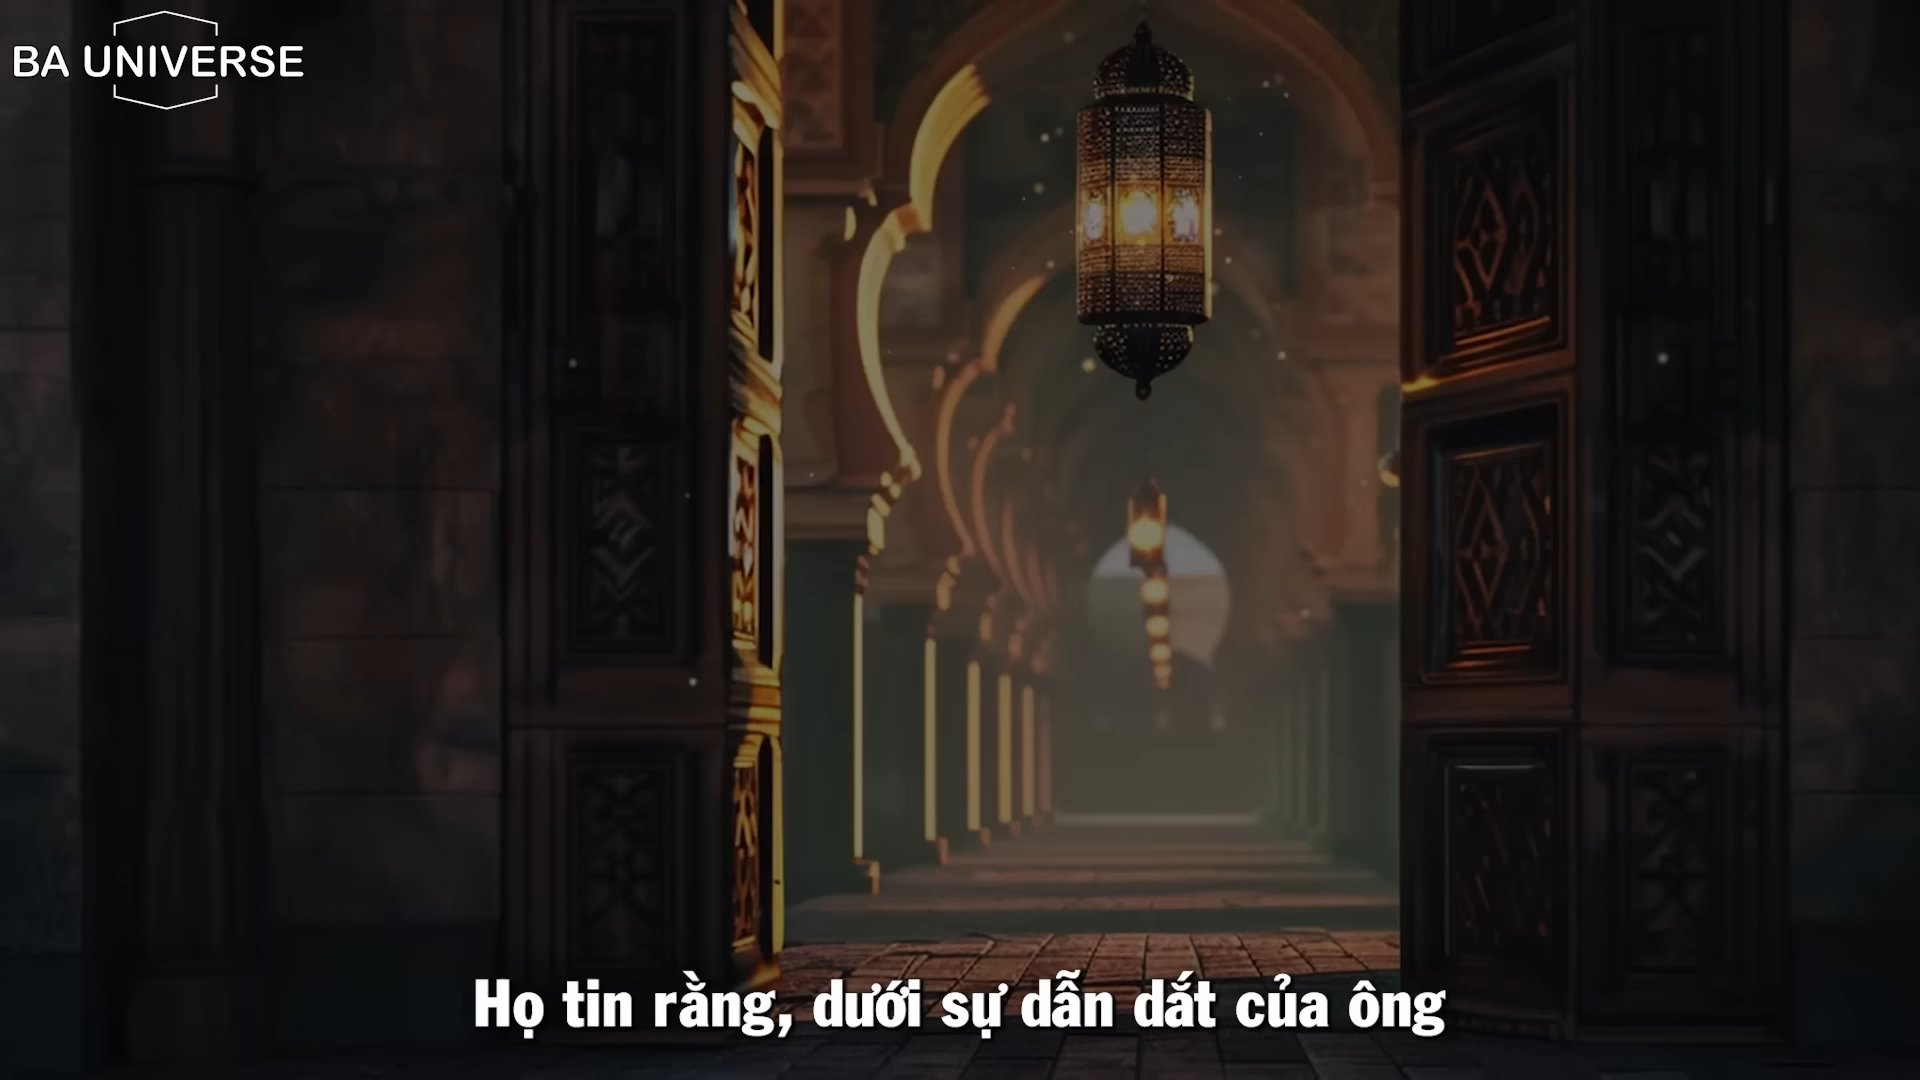 BA UNIVERSE
Họ tin rằng, dưới sự dẫn dắt của ông